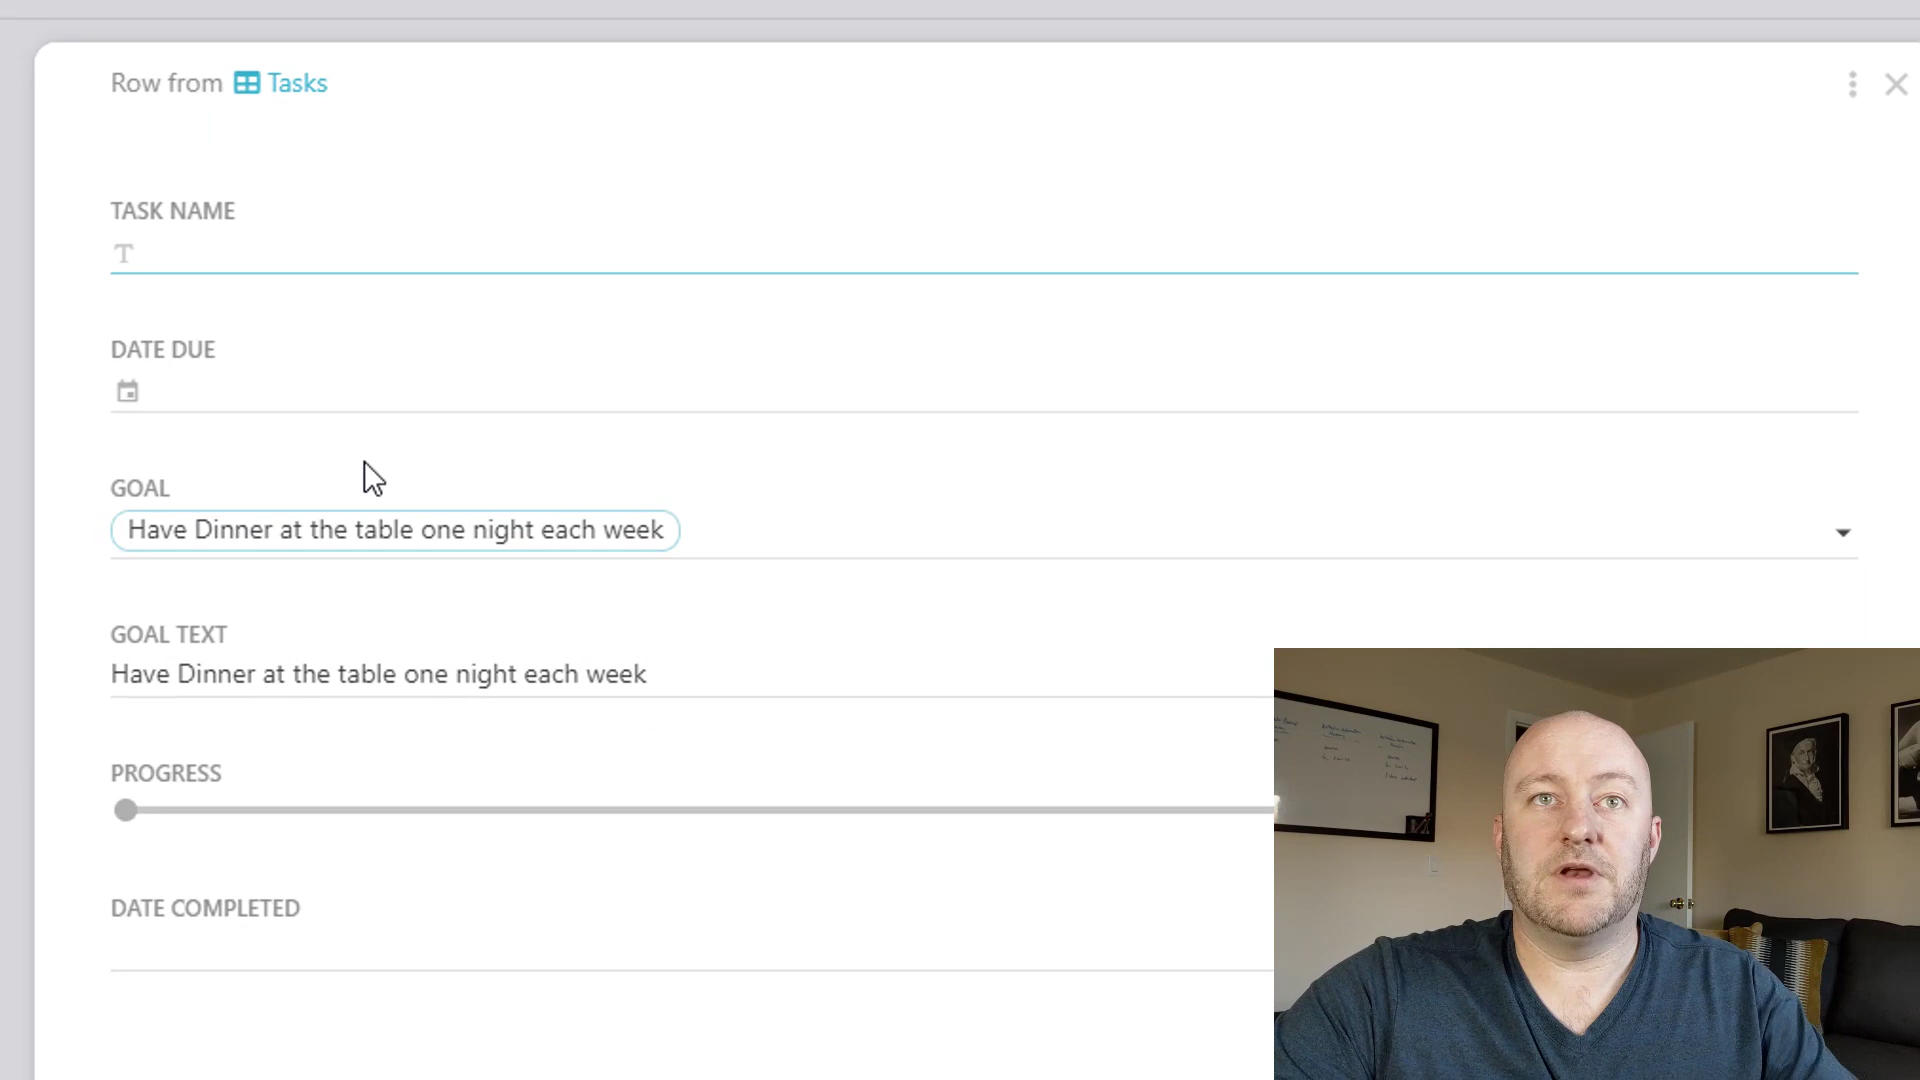 Row from Tasks
TASK NAME
T
DATE DUE
GOAL
Have Dinner at the table one night each week
GOAL TEXT
Have Dinner at the table one night each week
PROGRESS
DATE COMPLETED